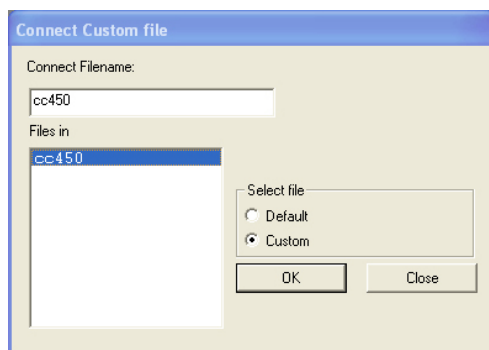 Connect Custom file
Connect Filename:
cc450
Files in
cc450
Select file
Default
Custom
OK
Close